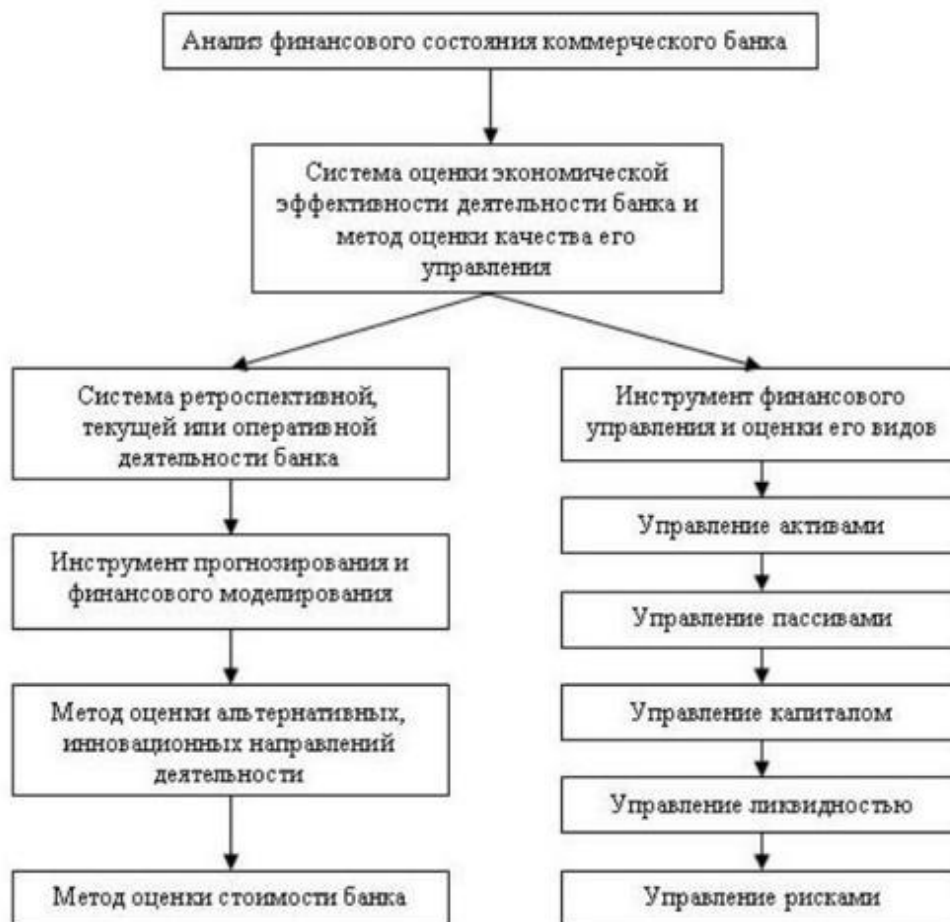 Анализ финансового состояния коммерческого банка
Система оценки экономической
эффективности деятельности банка и
метод оценки качества его
управления
Система ретроспективной,
текущей или оперативной
деятельности банка
Инструмент прогнозирования и
финансового моделирования
Метод оценки альтернативных,
инновационных направлений
деятельности
Метод оценки стоимости банка
Инструмент финансового
управления и оценки его видов
Управление активами
Управление пассивами
Управление капиталом
Управление ликвидностью
Управление рисками